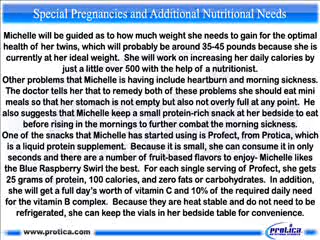 Special Pregnancies and Additional Nutritional Needs
Michelle will be guided as to how much weight she needs to gain for the optimal
health of her twins, which will probably be around 35-45 pounds because she is
currently at her ideal weight.  She will work on increasing her daily calories by
just a little over 500 with the help of a nutritionist.
Other problems that Michelle is having include heartburn and morning sickness.
The doctor tells her that to remedy both of these problems she should eat mini
meals so that her stomach is not empty but also not overly full at any point.  He
also suggests that Michelle keep a small protein-rich snack at her bedside to eat
before rising in the mornings to further combat the morning sickness.
One of the snacks that Michelle has started using is Profect, from Protica, which
is a liquid protein supplement.  Because it is small, she can consume it in only
seconds and there are a number of fruit-based flavors to enjoy- Michelle likes
the Blue Raspberry Swirl the best.  For each single serving of Profect, she gets
25 grams of protein, 100 calories, and zero fats or carbohydrates.  In addition,
she will get a full day's worth of vitamin C and 10% of the required daily need
for the vitamin B complex.  Because they are heat stable and do not need to be
refrigerated, she can keep the vials in her bedside table for convenience.
www.protica.com
protica